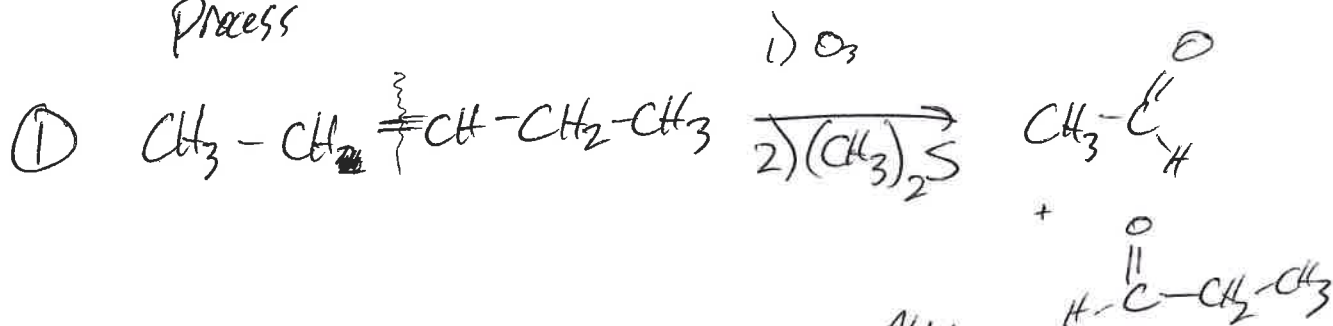 Process
1) O₃
① CH₃-CH=CH-CH₂-CH₃ 2)(CH₃)₂S CH₃-C
O
H
+
O
H-C-CH₂-CH₃